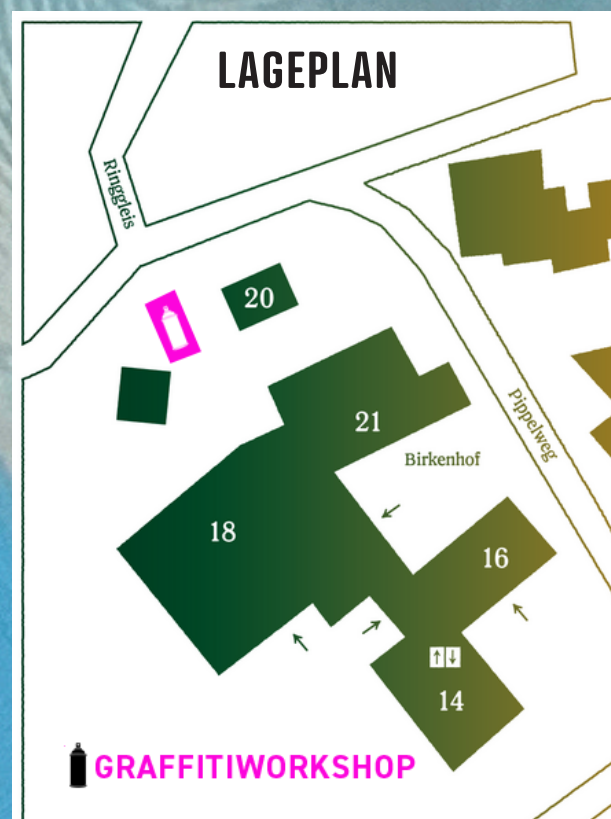 LAGEPLAN
Ringgleis
20
21
Pippelweg
Birkenhof
18
16
14
GRAFFITIWORKSHOP